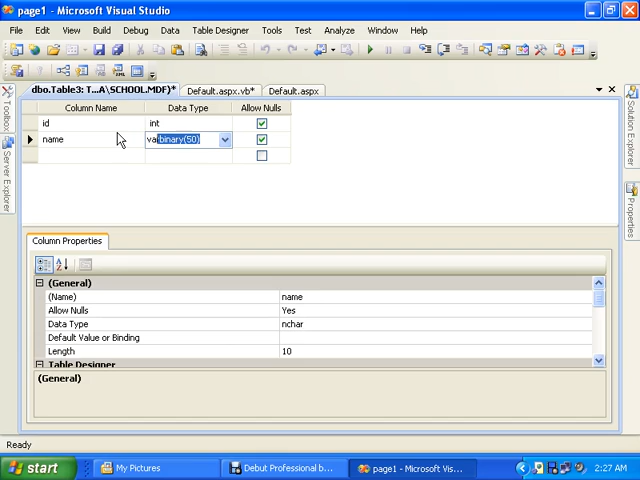 page1 - Microsoft Visual Studio
File Edit View Project Build Debug Data Table Designer Tools Test Analyze Window Help
dbo.Table3: T...A\SCHOOL.MDF)* Default.aspx.vb* Default.aspx
Toolbox
Server Explorer
Solution Explorer
Properties
Column Name Data Type Allow Nulls
id int
name varbinary(50)
Column Properties
(General)
(Name) name
Allow Nulls Yes
Data Type nchar
Default Value or Binding
Length 10
Table Designer
(General)
Ready
start My Pictures Debut Professional b... page1 - Microsoft Vis... 2:27 AM